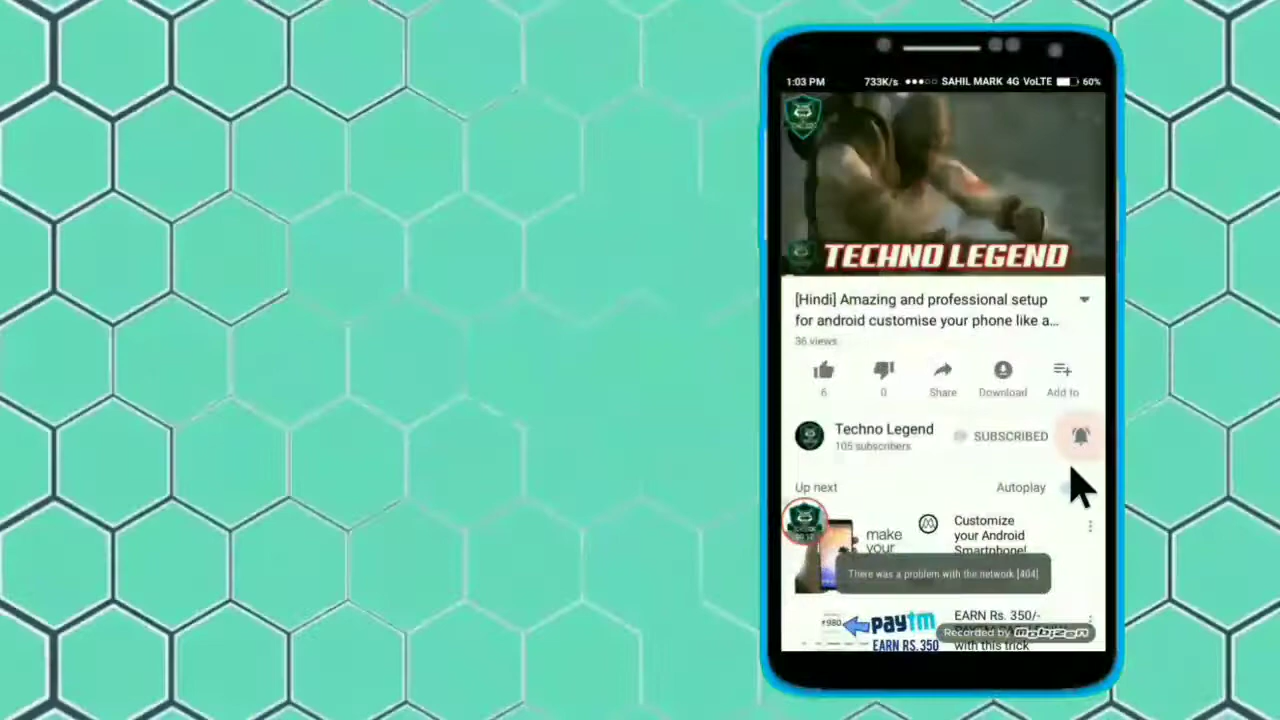 1:03 PM 733K/s SAHIL MARK 4G VoLTE 60%
TECHNO LEGEND
[Hindi] Amazing and professional setup
for android customise your phone like a...
36 views
6 0 Share Download Add to
Techno Legend SUBSCRIBED
105 subscribers
Up next Autoplay
make
your
Customize
your Android
Smartphone!
There was a problem with the network [404]
₹980
PayTM
EARN RS.350
EARN Rs. 350/-
with this trick
Recorded by mobizen